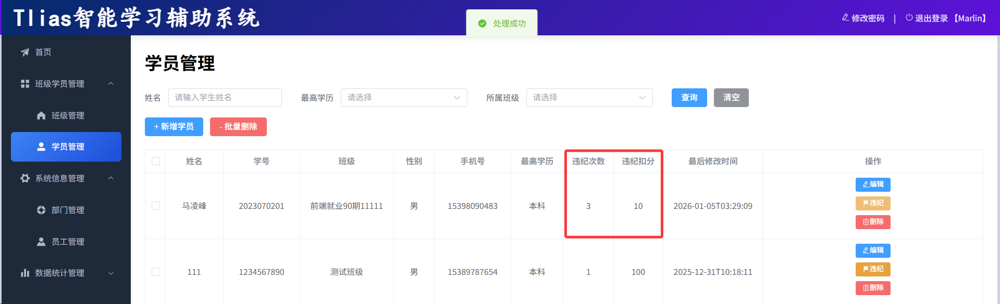 Tlias智能学习辅助系统
处理成功
修改密码 | 退出登录 【Marlin】
首页
班级学员管理
班级管理
学员管理
系统信息管理
部门管理
员工管理
数据统计管理
学员管理
姓名 请输入学生姓名 最高学历 请选择 所属班级 请选择 查询 清空
+ 新增学员 - 批量删除
姓名 学号 班级 性别 手机号 最高学历 违纪次数 违纪扣分 最后修改时间 操作
马凌峰 2023070201 前端就业90期11111 男 15398090483 本科 3 10 2026-01-05T03:29:09
编辑
违纪
删除
111 1234567890 测试班级 男 15389787654 本科 1 100 2025-12-31T10:18:11
编辑
违纪
删除